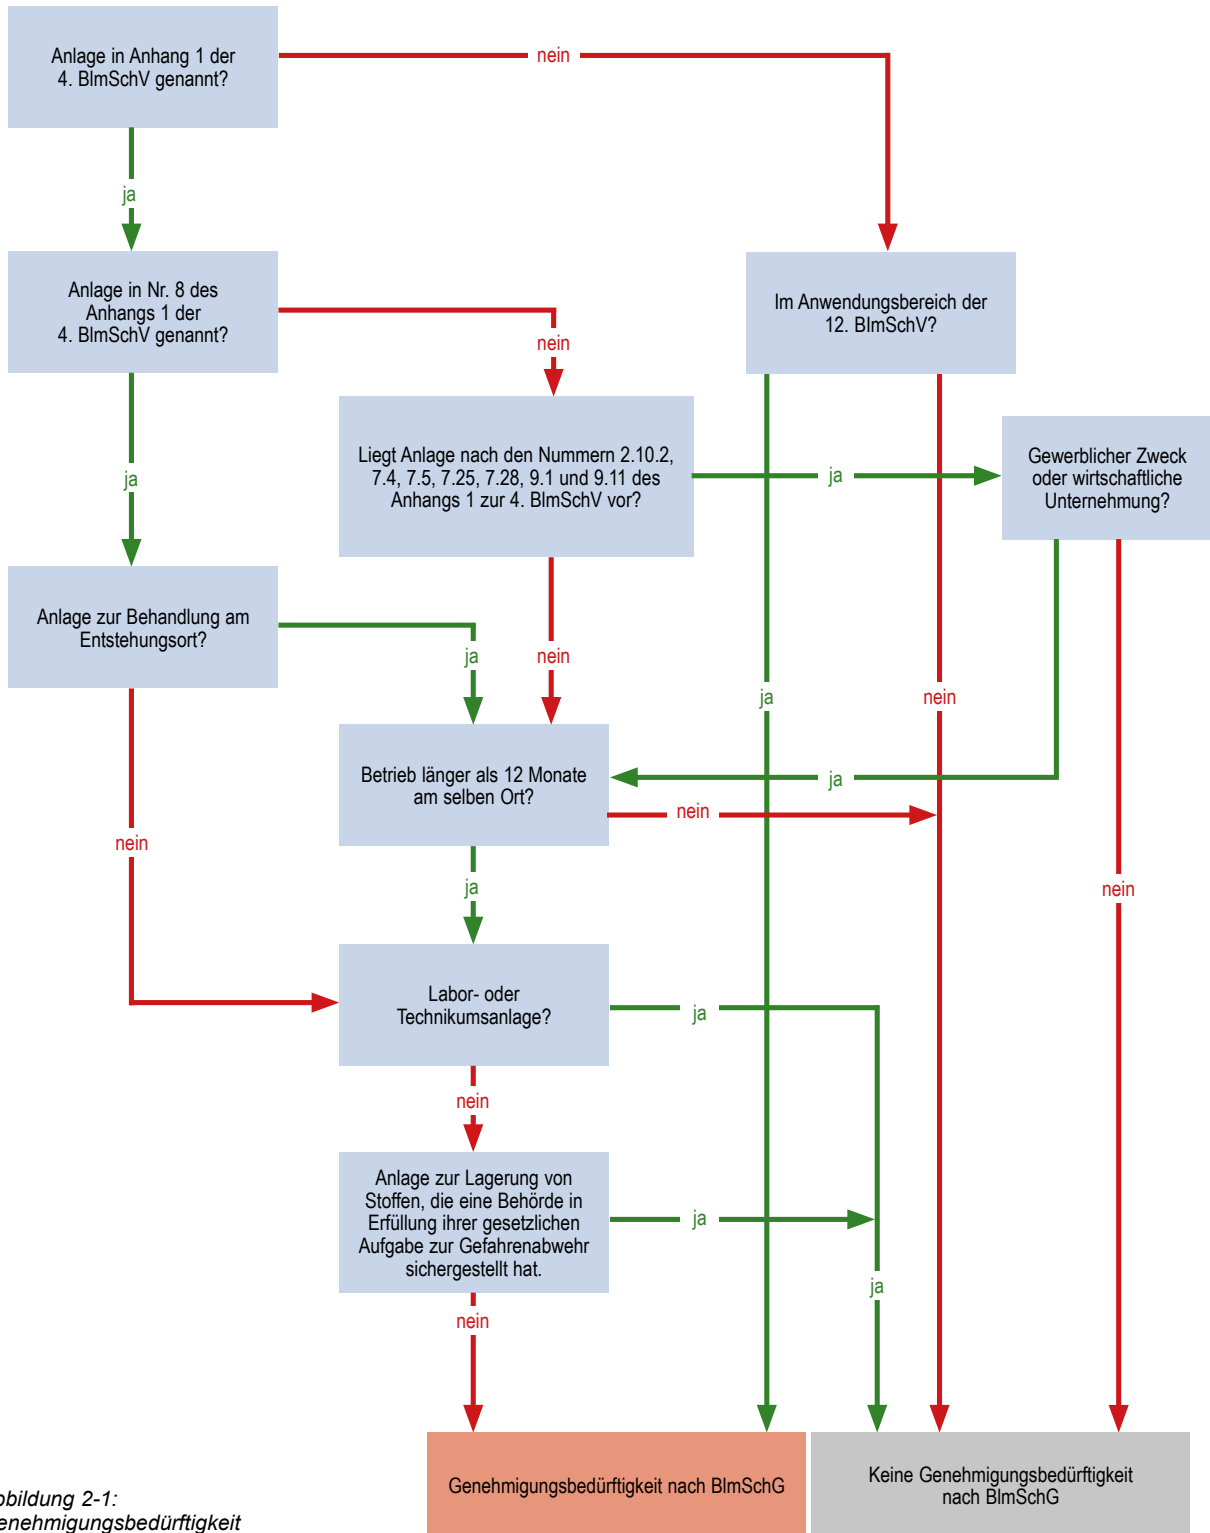 Anlage in Anhang 1 der
4. BImSchV genannt?
nein
ja
Anlage in Nr. 8 des
Anhangs 1 der
4. BImSchV genannt?
nein
Im Anwendungsbereich der
12. BImSchV?
ja
Liegt Anlage nach den Nummern 2.10.2,
7.4, 7.5, 7.25, 7.28, 9.1 und 9.11 des
Anhangs 1 zur 4. BImSchV vor?
ja
Gewerblicher Zweck
oder wirtschaftliche
Unternehmung?
Anlage zur Behandlung am
Entstehungsort?
ja
nein
ja
nein
Betrieb länger als 12 Monate
am selben Ort?
ja
nein
nein
ja
nein
Labor- oder
Technikumsanlage?
ja
nein
Anlage zur Lagerung von
Stoffen, die eine Behörde in
Erfüllung ihrer gesetzlichen
Aufgabe zur Gefahrenabwehr
sichergestellt hat.
ja
ja
nein
Genehmigungsbedürftigkeit nach BImSchG
Keine Genehmigungsbedürftigkeit
nach BImSchG
bbildung 2-1:
enehmigungsbedürftigkeit